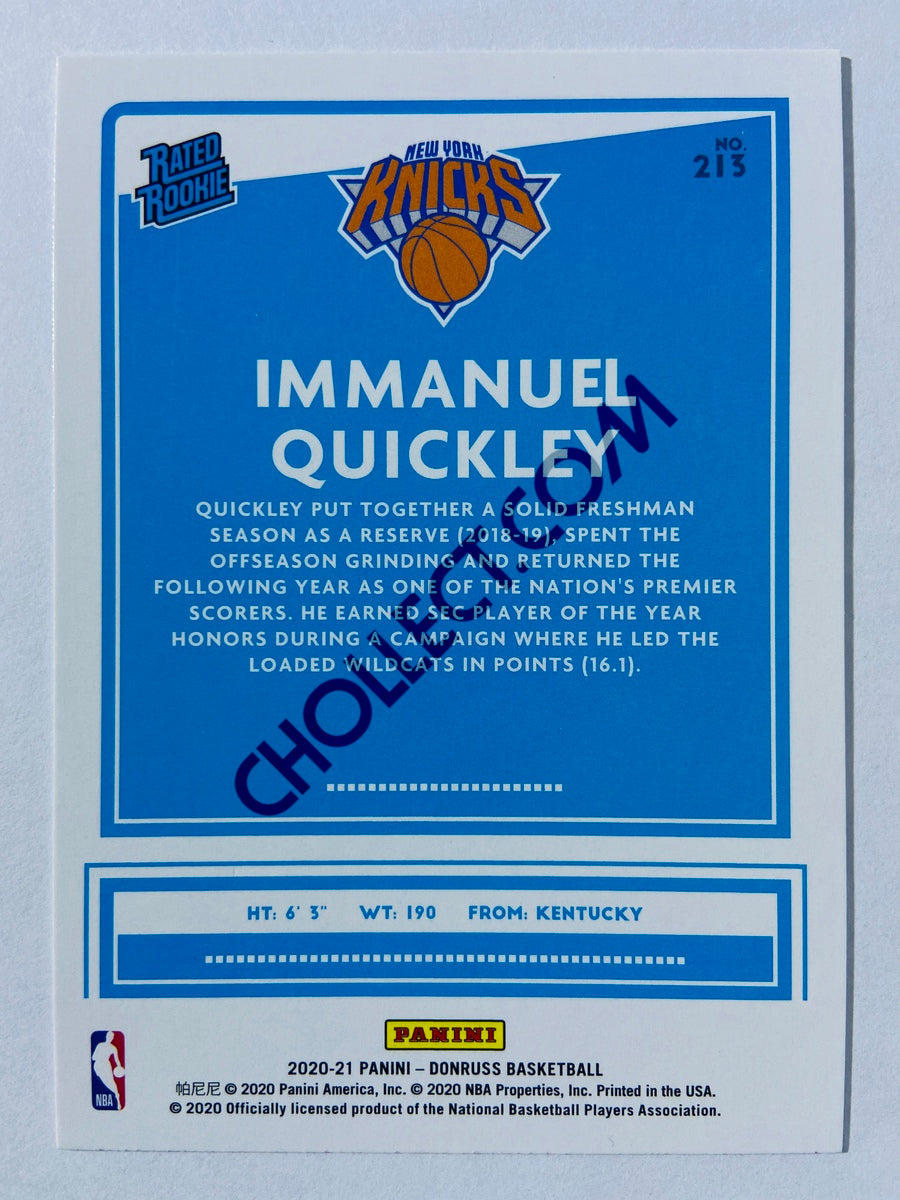 RATED
ROOKIE
NEW YORK
KNICKS
NO.
213
IMMANUEL
QUICKLEY
QUICKLEY PUT TOGETHER A SOLID FRESHMAN
SEASON AS A RESERVE (2018-19), SPENT THE
OFFSEASON GRINDING AND RETURNED THE
FOLLOWING YEAR AS ONE OF THE NATION'S PREMIER
SCORERS. HE EARNED SEC PLAYER OF THE YEAR
HONORS DURING A CAMPAIGN WHERE HE LED THE
LOADED WILDCATS IN POINTS (16.1).
CHOLLECT.COM
HT: 6' 3" WT: 190 FROM: KENTUCKY
PANINI
2020-21 PANINI – DONRUSS BASKETBALL
帕尼尼 © 2020 Panini America, Inc. © 2020 NBA Properties, Inc. Printed in the USA.
© 2020 Officially licensed product of the National Basketball Players Association.
NBA